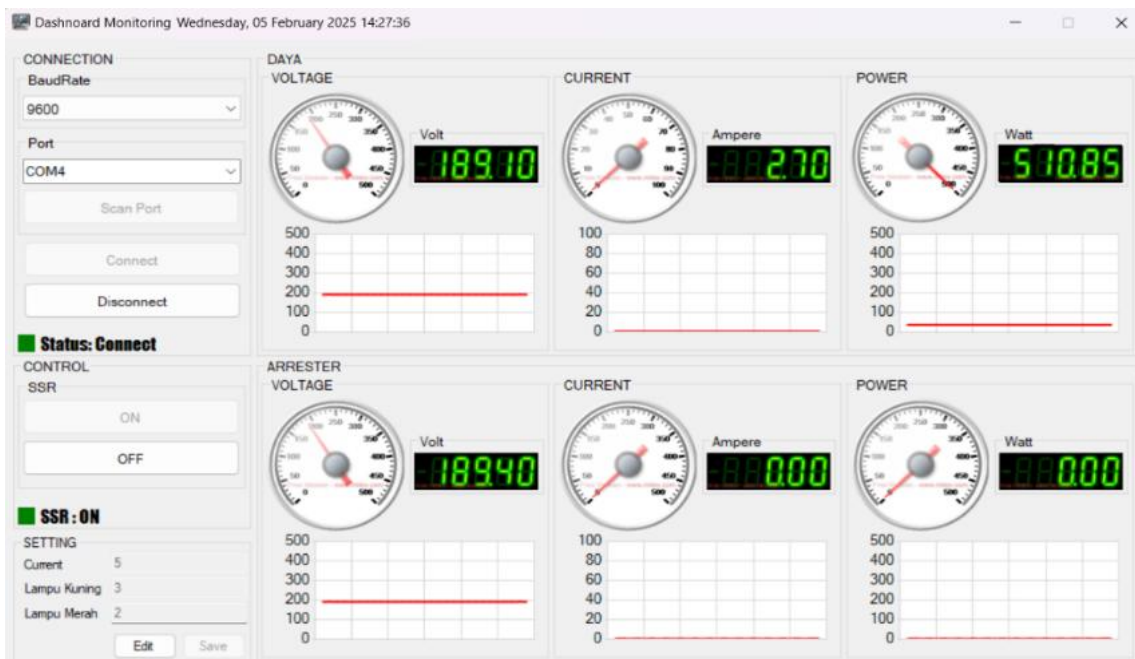 Dashnoard Monitoring Wednesday, 05 February 2025 14:27:36
CONNECTION
BaudRate
9600
Port
COM4
Scan Port
Connect
Disconnect
Status: Connect
CONTROL
SSR
ON
OFF
SSR : ON
SETTING
Current 5
Lampu Kuning 3
Lampu Merah 2
Edit Save
DAYA
VOLTAGE
Volt
189.10
500
400
300
200
100
0
CURRENT
Ampere
2.70
100
80
60
40
20
0
POWER
Watt
510.85
500
400
300
200
100
0
ARRESTER
VOLTAGE
Volt
189.40
500
400
300
200
100
0
CURRENT
Ampere
0.00
100
80
60
40
20
0
POWER
Watt
0.00
500
400
300
200
100
0